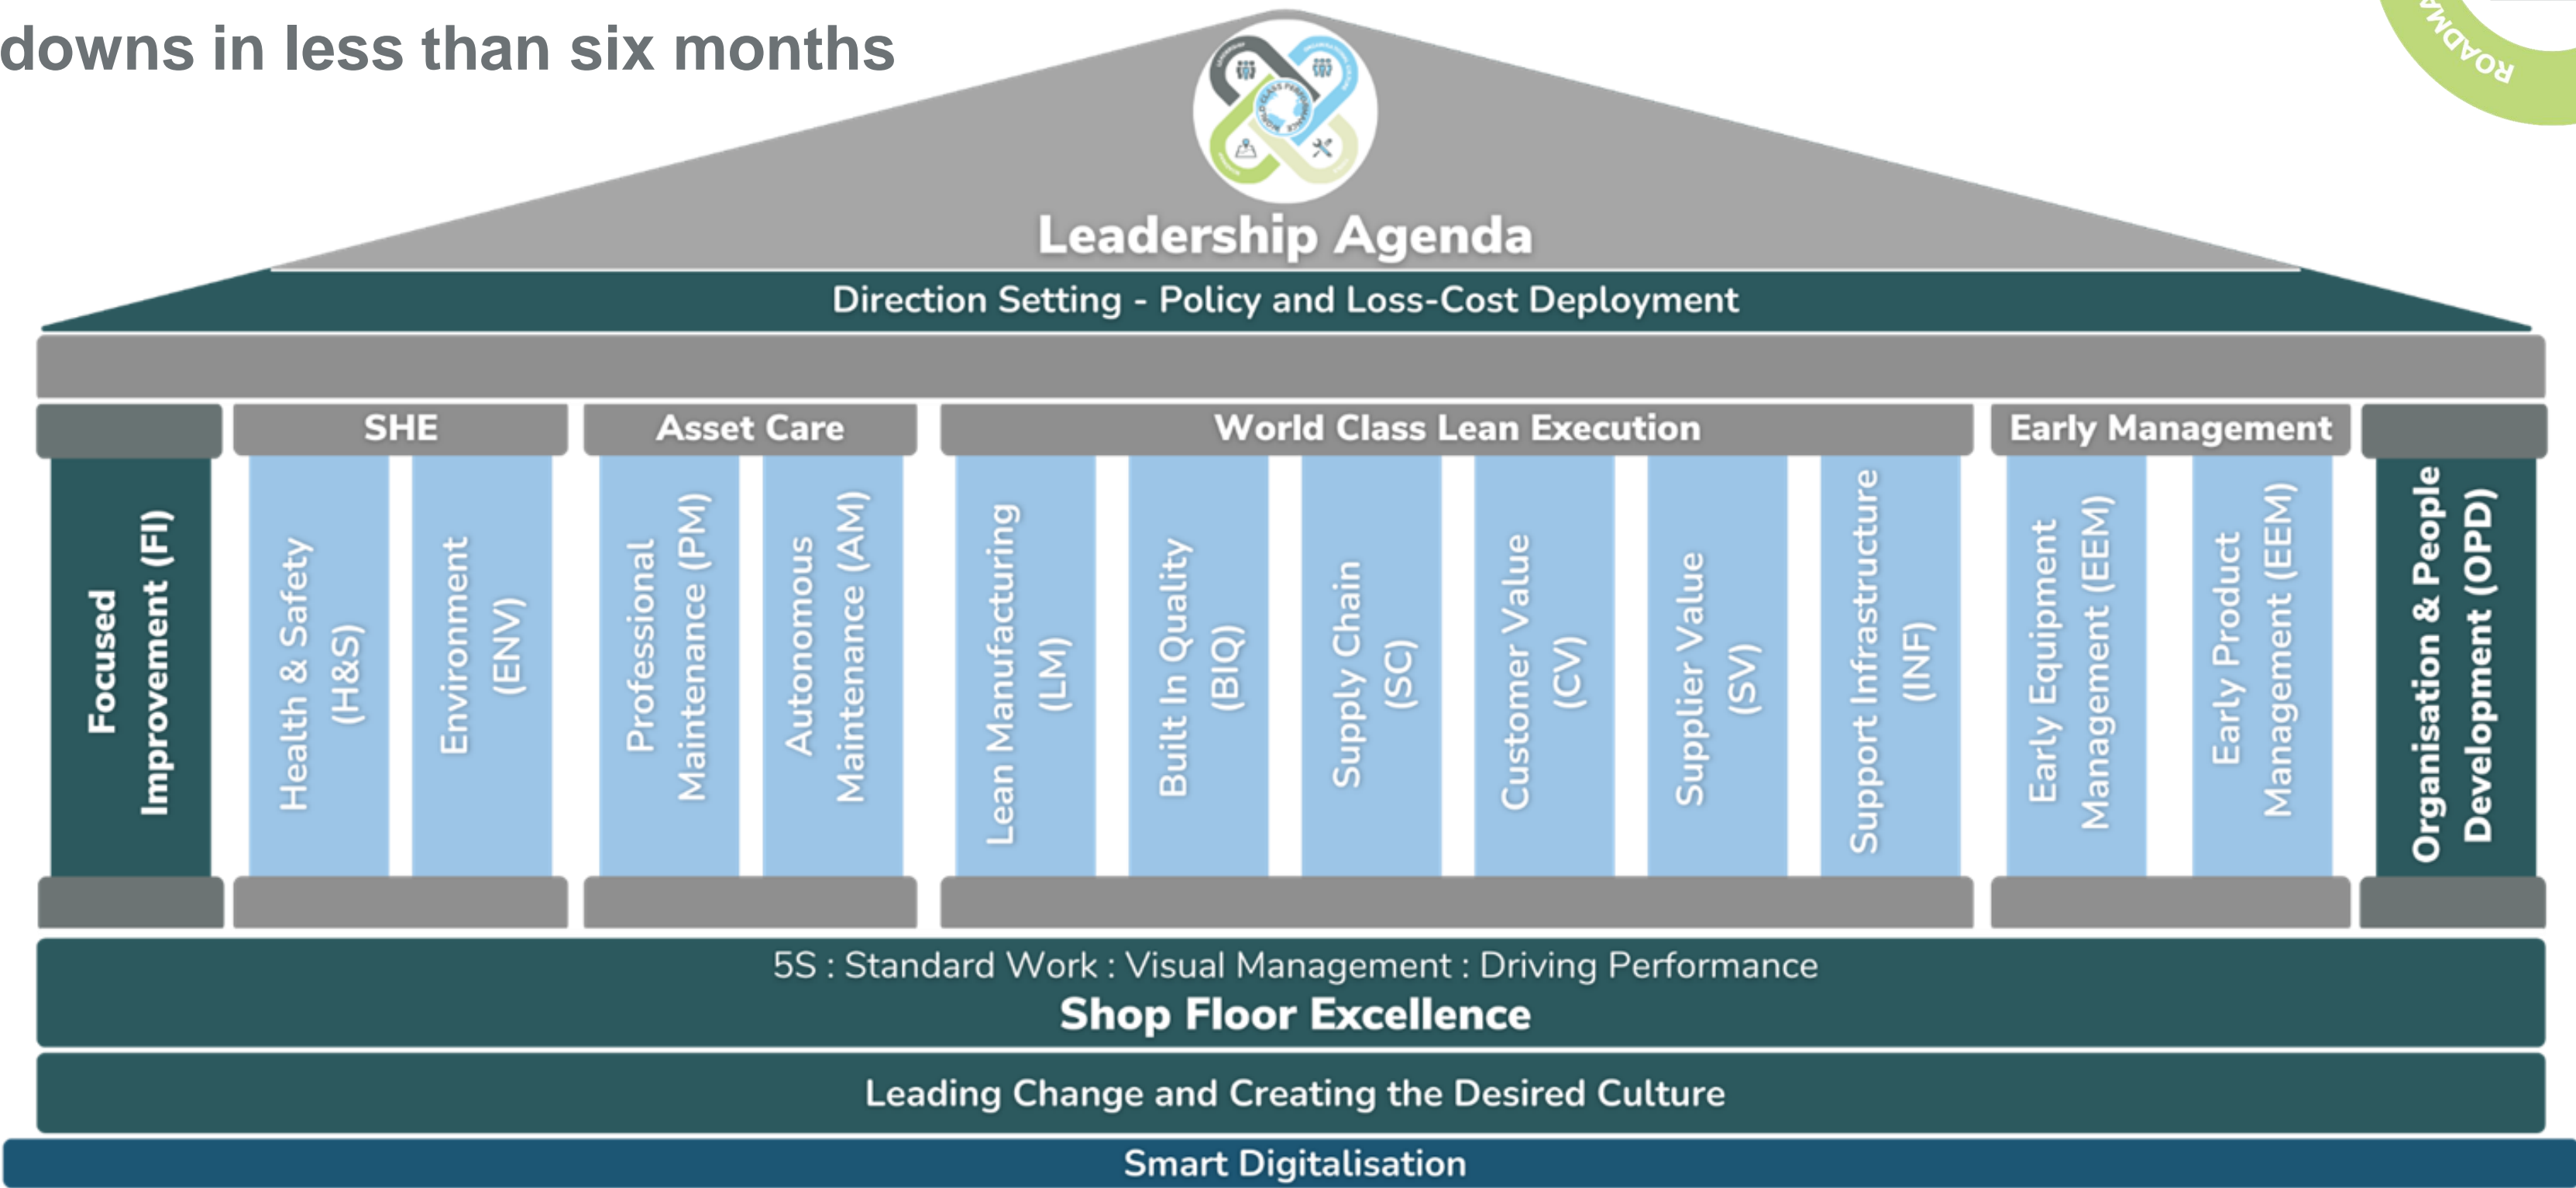 downs in less than six months
WORLD CLASS PERFORMANCE
Leadership Agenda
Direction Setting - Policy and Loss-Cost Deployment
SHE
Asset Care
World Class Lean Execution
Early Management
Focused
Improvement (FI)
Health & Safety
(H&S)
Environment
(ENV)
Professional
Maintenance (PM)
Autonomous
Maintenance (AM)
Lean Manufacturing
(LM)
Built In Quality
(BIQ)
Supply Chain
(SC)
Customer Value
(CV)
Supplier Value
(SV)
Support Infrastructure
(INF)
Early Equipment
Management (EEM)
Early Product
Management (EEM)
Organisation & People
Development (OPD)
5S : Standard Work : Visual Management : Driving Performance
Shop Floor Excellence
Leading Change and Creating the Desired Culture
Smart Digitalisation